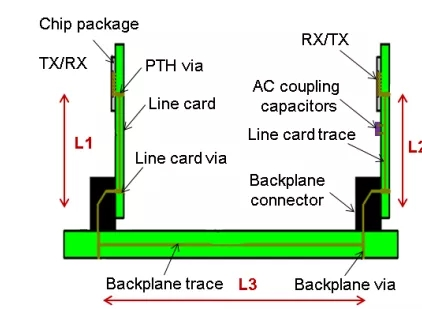 Chip package
RX/TX
TX/RX
PTH via
AC coupling
capacitors
Line card
L1
Line card trace
L2
Line card via
Backplane
connector
Backplane trace
L3
Backplane via